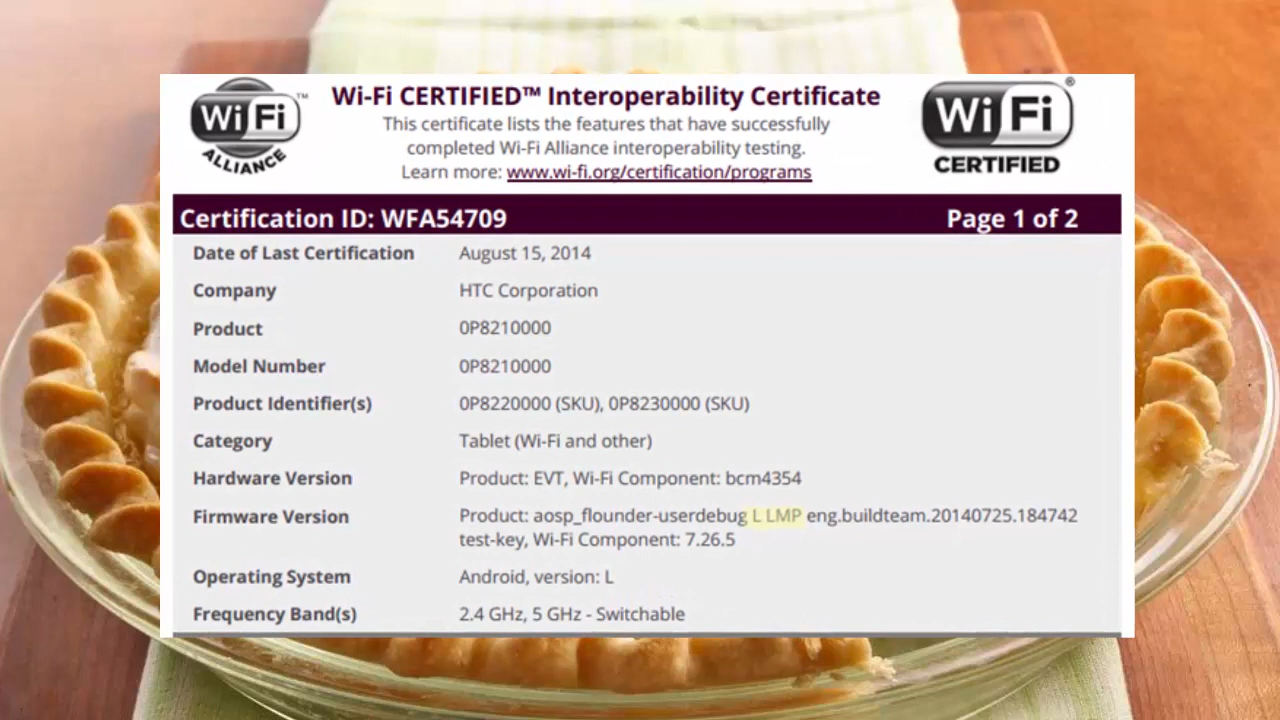 Wi Fi ™
ALLIANCE
Wi-Fi CERTIFIED™ Interoperability Certificate
This certificate lists the features that have successfully
completed Wi-Fi Alliance interoperability testing.
Learn more: www.wi-fi.org/certification/programs
Wi Fi ®
CERTIFIED
Certification ID: WFA54709 Page 1 of 2
Date of Last Certification August 15, 2014
Company HTC Corporation
Product 0P8210000
Model Number 0P8210000
Product Identifier(s) 0P8220000 (SKU), 0P8230000 (SKU)
Category Tablet (Wi-Fi and other)
Hardware Version Product: EVT, Wi-Fi Component: bcm4354
Firmware Version Product: aosp_flounder-userdebug L LMP eng.buildteam.20140725.184742
test-key, Wi-Fi Component: 7.26.5
Operating System Android, version: L
Frequency Band(s) 2.4 GHz, 5 GHz - Switchable